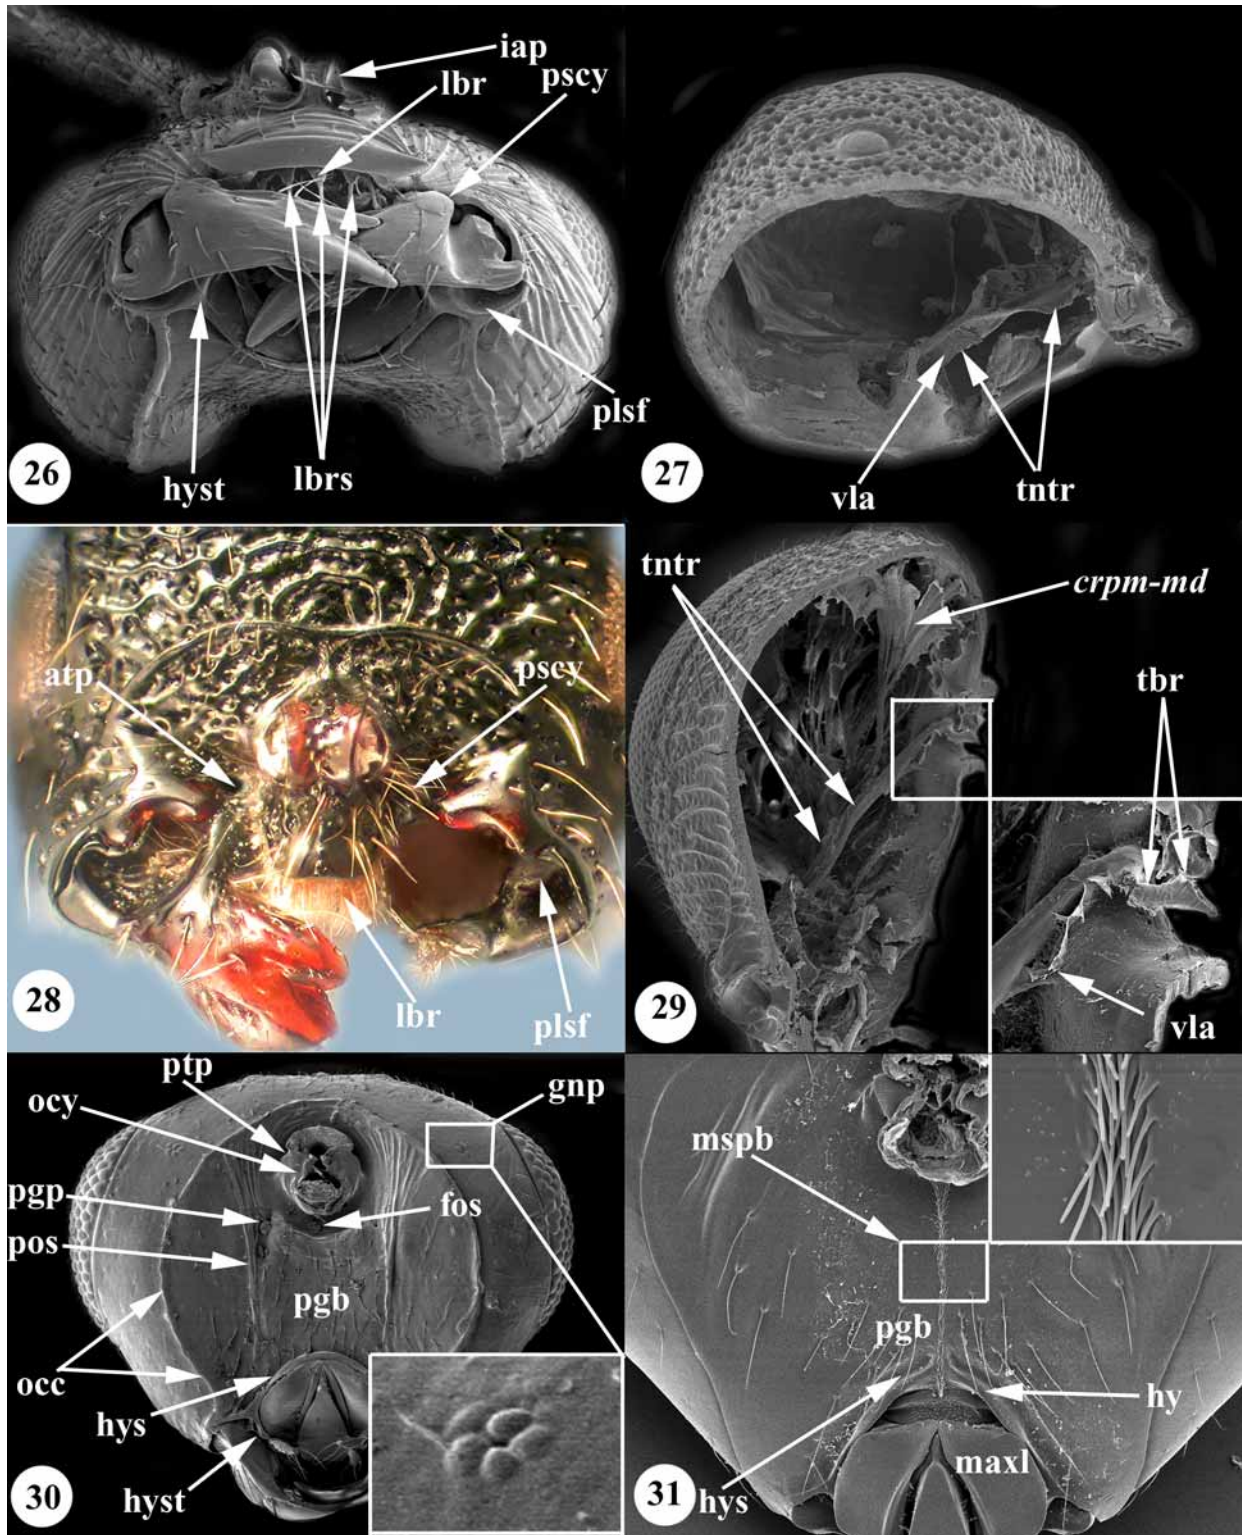 iap
lbr
pscy
plsf
26
hyst
lbrs
27
vla
tntr
tntr
crpm-md
atp
pscy
tbr
28
lbr
plsf
29
vla
ptp
gnp
ocy
mspb
pgp
fos
pos
pgb
pgb
occ
hys
hy
maxl
30
hyst
31
hys